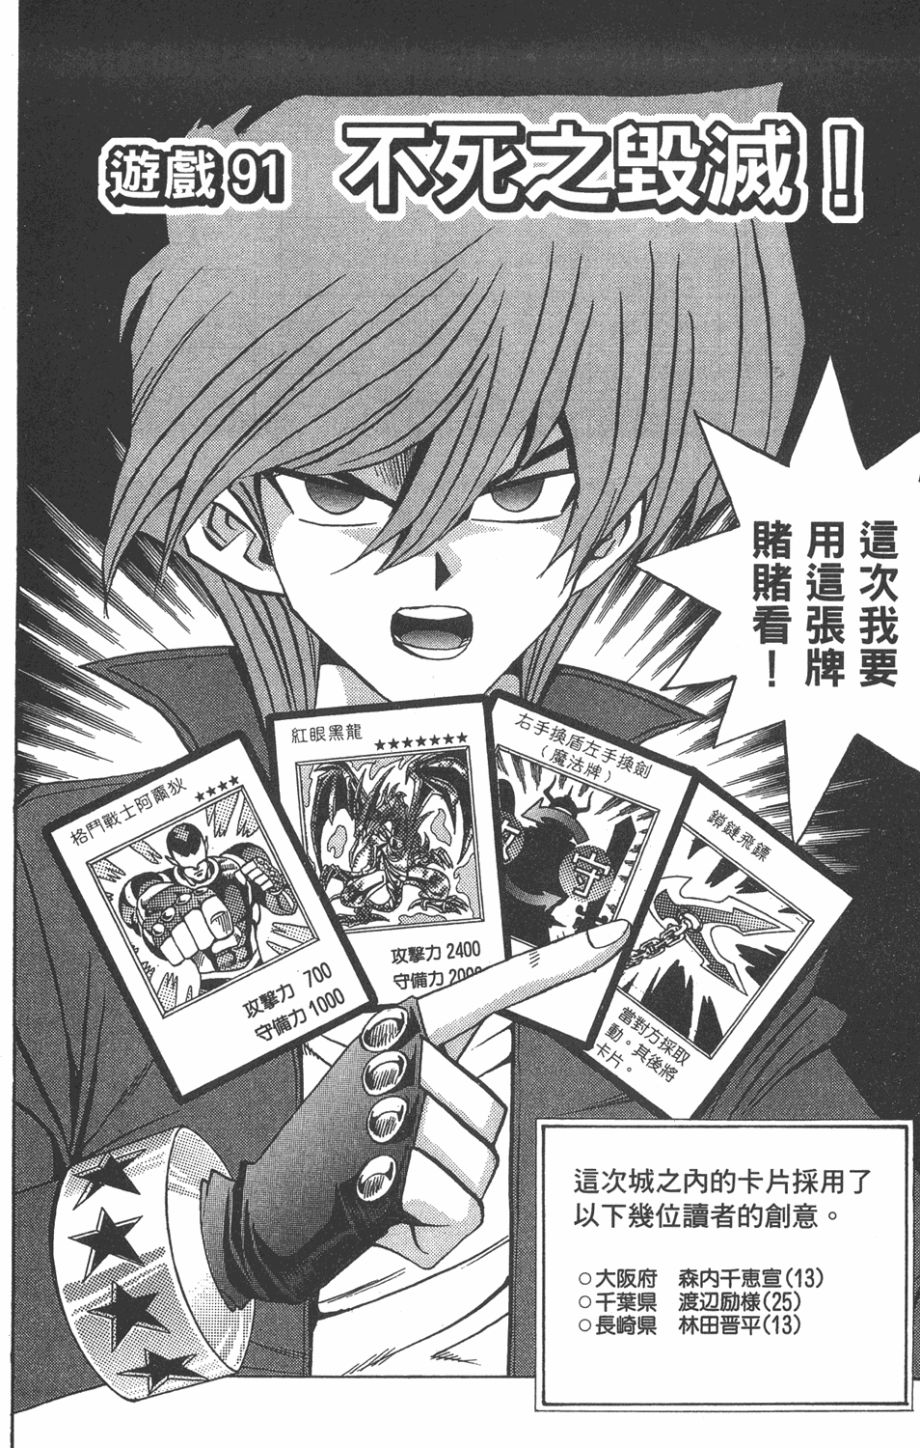 遊戲 91 不死之毀滅！
這次我要
用這張牌
賭賭看！
格鬥戰士阿爾狄
★★★★
攻擊力 700
守備力 1000
紅眼黑龍
★★★★★★★
攻擊力 2400
守備力 2000
右手換盾左手換劍
（魔法牌）
守
鎖鏈飛鏢
當對方採取
動。其後將
卡片。
這次城之內的卡片採用了
以下幾位讀者的創意。
○大阪府 森内千恵宣(13)
○千葉県 渡辺励様(25)
○長崎県 林田晋平(13)